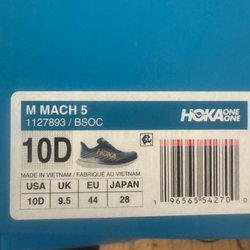 M MACH 5
1127893 / BSOC
HOKA ONE ONE
10D
MADE IN VIETNAM / FABRIQUÉ AU VIETNAM
USA UK EU JAPAN
10D 9.5 44 28
1 96565 54270 0